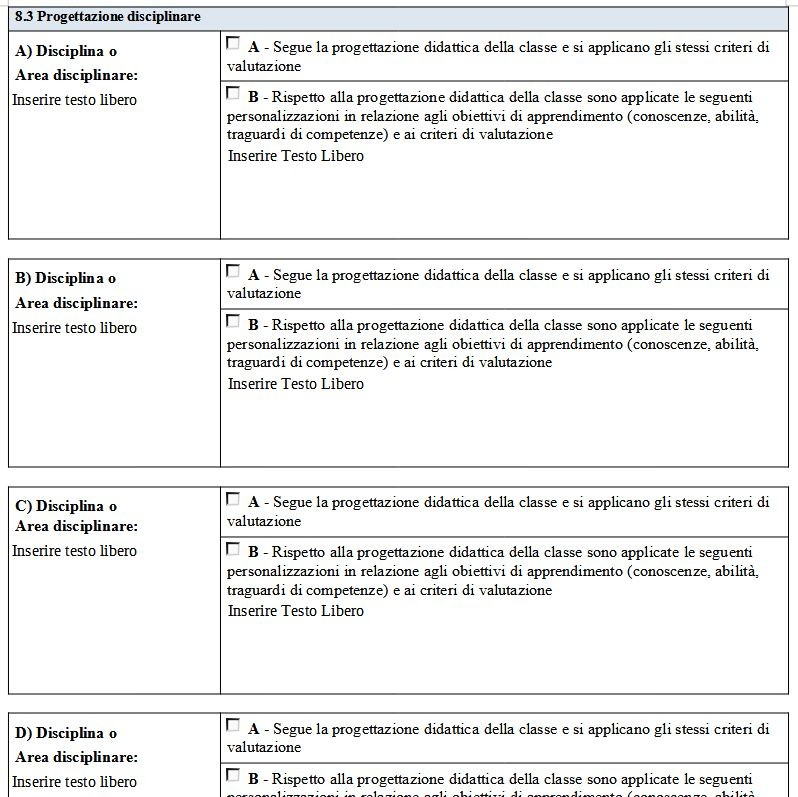 8.3 Progettazione disciplinare
A) Disciplina o
Area disciplinare:
Inserire testo libero
A - Segue la progettazione didattica della classe e si applicano gli stessi criteri di
valutazione
B - Rispetto alla progettazione didattica della classe sono applicate le seguenti
personalizzazioni in relazione agli obiettivi di apprendimento (conoscenze, abilità,
traguardi di competenze) e ai criteri di valutazione
Inserire Testo Libero
B) Disciplina o
Area disciplinare:
Inserire testo libero
A - Segue la progettazione didattica della classe e si applicano gli stessi criteri di
valutazione
B - Rispetto alla progettazione didattica della classe sono applicate le seguenti
personalizzazioni in relazione agli obiettivi di apprendimento (conoscenze, abilità,
traguardi di competenze) e ai criteri di valutazione
Inserire Testo Libero
C) Disciplina o
Area disciplinare:
Inserire testo libero
A - Segue la progettazione didattica della classe e si applicano gli stessi criteri di
valutazione
B - Rispetto alla progettazione didattica della classe sono applicate le seguenti
personalizzazioni in relazione agli obiettivi di apprendimento (conoscenze, abilità,
traguardi di competenze) e ai criteri di valutazione
Inserire Testo Libero
D) Disciplina o
Area disciplinare:
Inserire testo libero
A - Segue la progettazione didattica della classe e si applicano gli stessi criteri di
valutazione
B - Rispetto alla progettazione didattica della classe sono applicate le seguenti
personalizzazioni in relazione agli obiettivi di apprendimento (conoscenze, abilità,